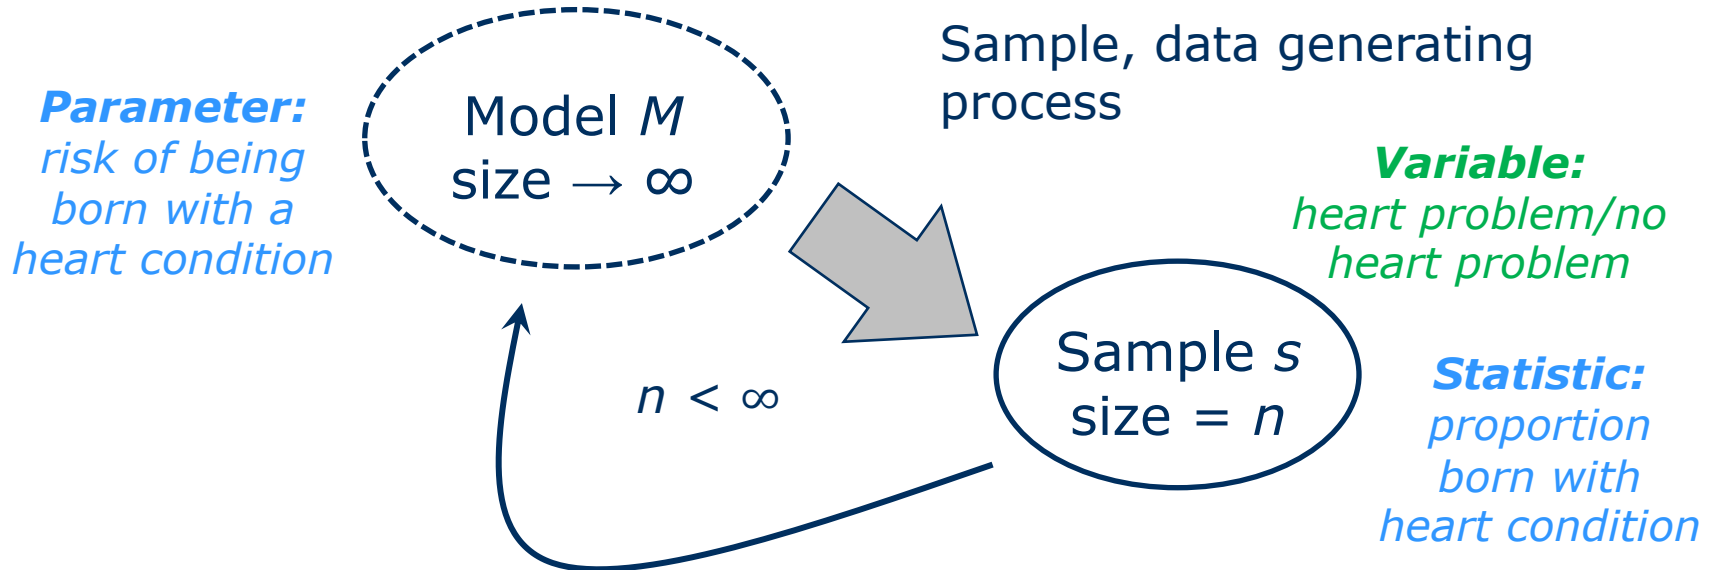 Sample, data generating
process
Parameter:
risk of being
born with a
heart condition
Model M
size → ∞
Variable:
heart problem/no
heart problem
n < ∞
Sample s
size = n
Statistic:
proportion
born with
heart condition